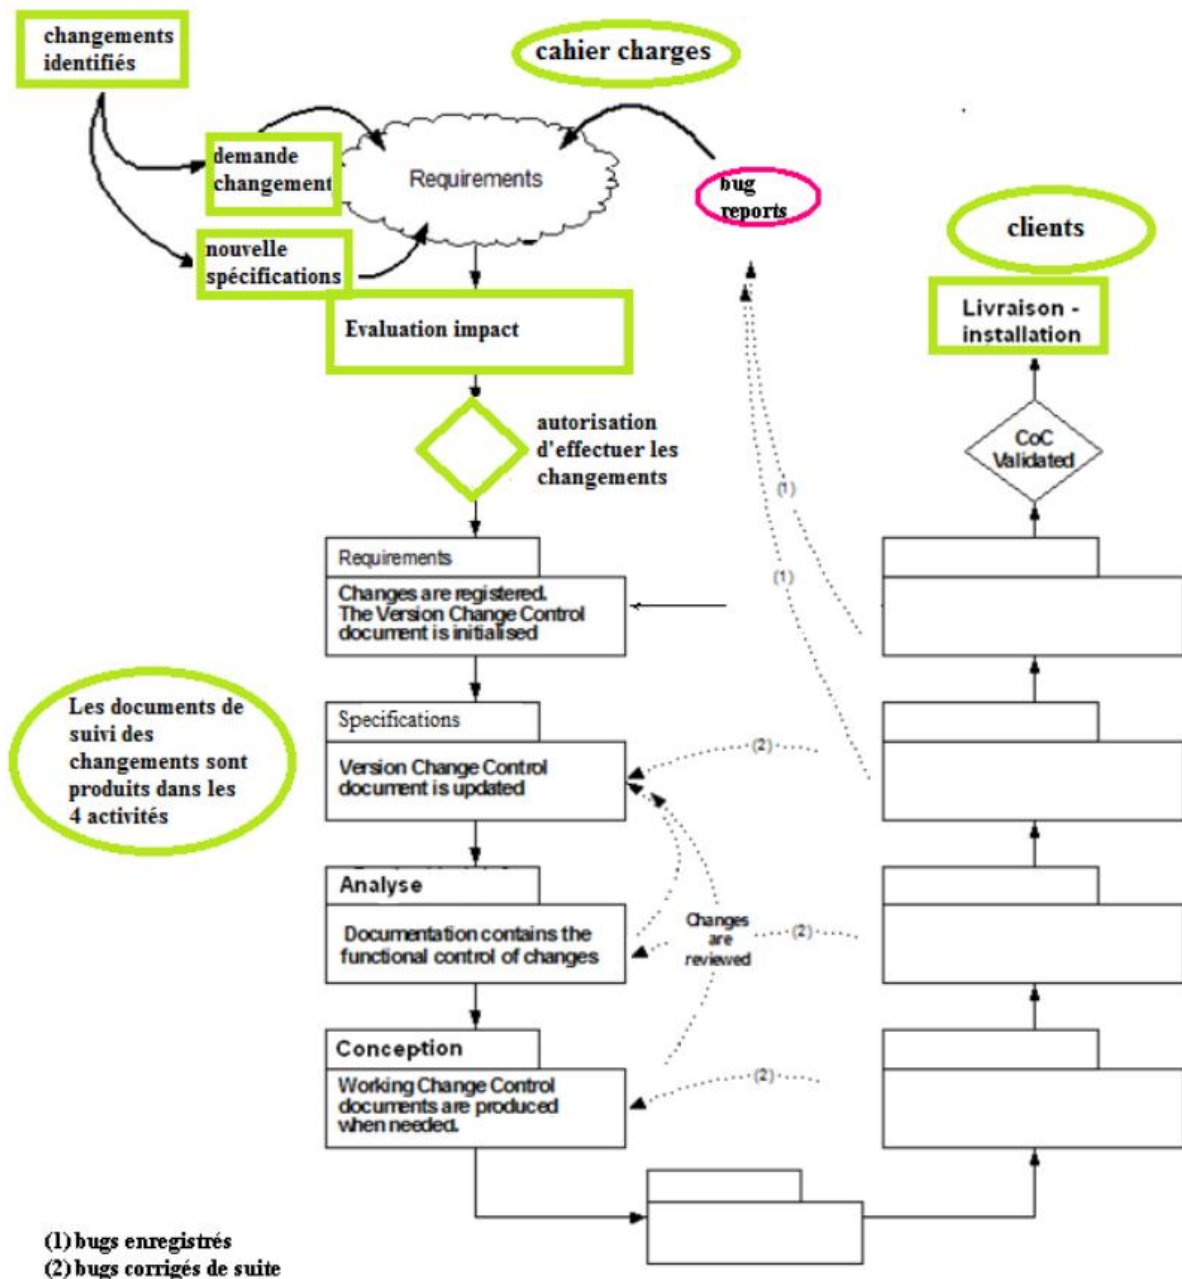 changements
identifiés
cahier charges
demande
changement
Requirements
bug
reports
nouvelle
spécifications
clients
Livraison -
installation
Evaluation impact
autorisation
d'effectuer les
changements
CoC
Validated
(1)
(1)
Requirements
Changes are registered.
The Version Change Control
document is initialised
Les documents de
suivi des
changements sont
produits dans les
4 activités
Specifications
Version Change Control
document is updated
(2)
Analyse
Documentation contains the
functional control of changes
Changes
are
reviewed
(2)
Conception
Working Change Control
documents are produced
when needed.
(2)
(1) bugs enregistrés
(2) bugs corrigés de suite